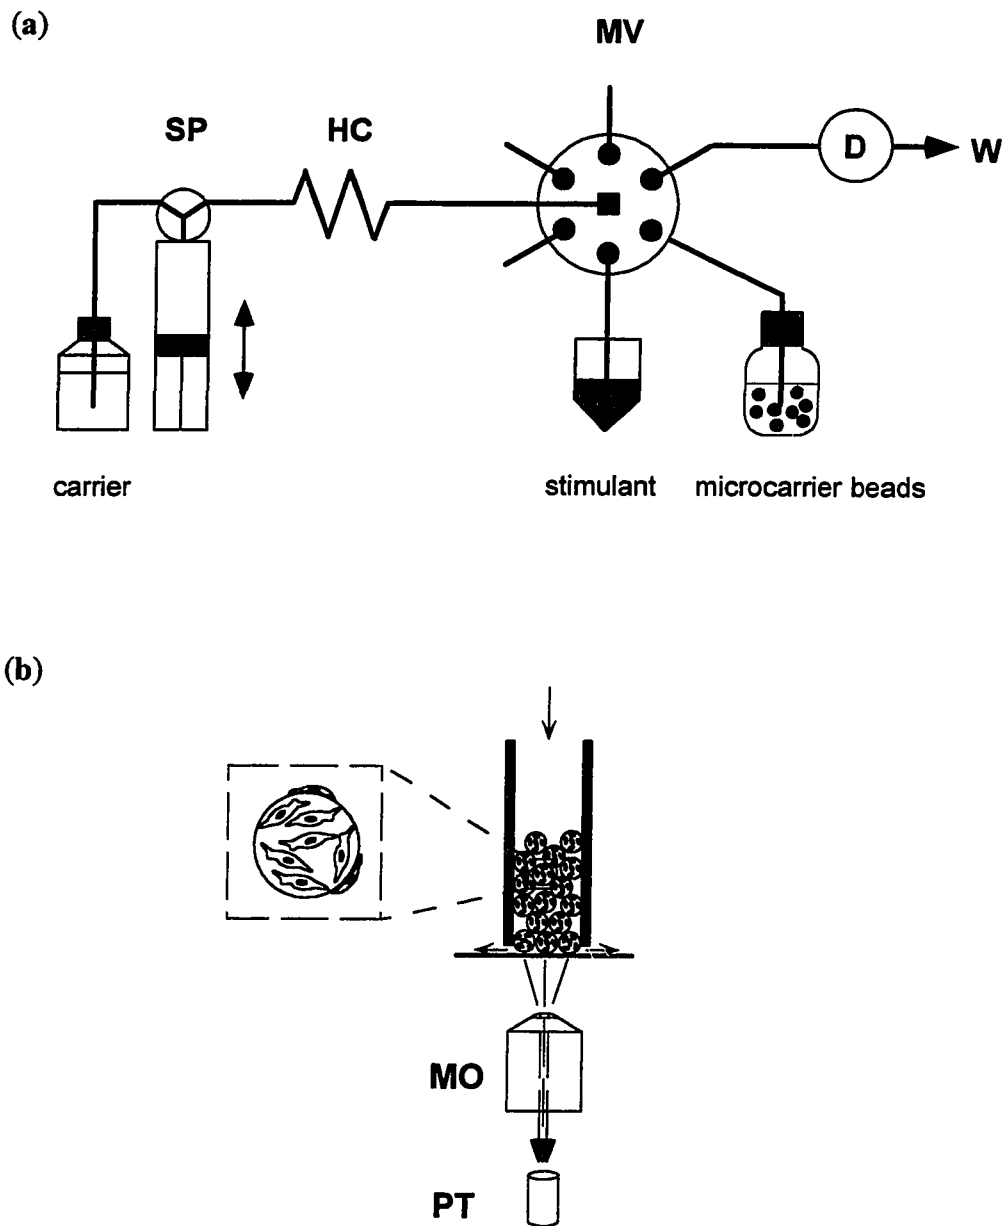 (a)
MV
SP
HC
D
W
carrier
stimulant
microcarrier beads
(b)
MO
PT